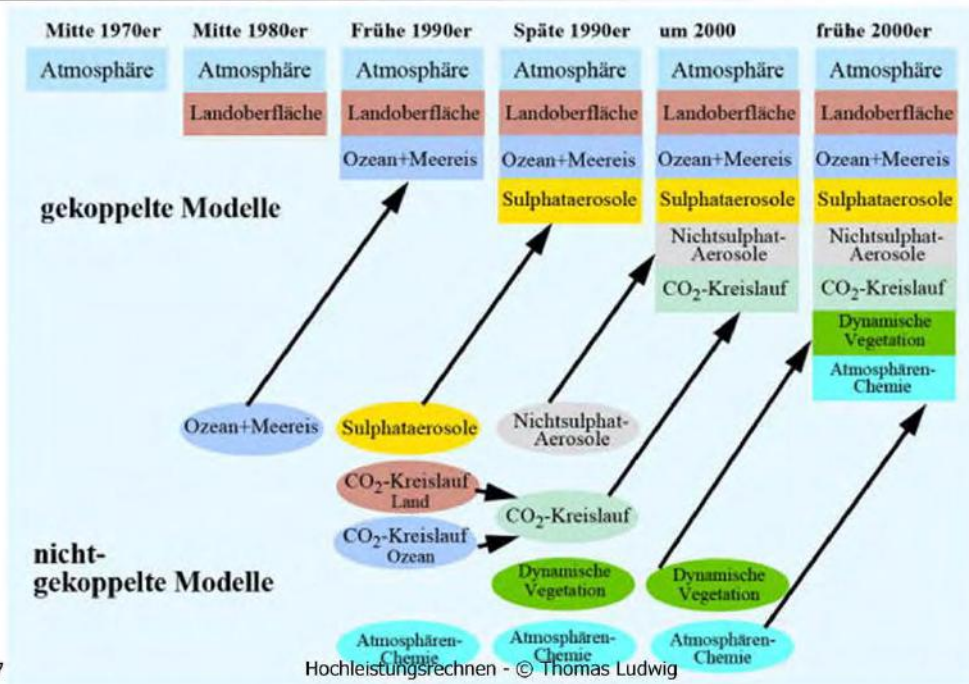 Mitte 1970er
Mitte 1980er
Frühe 1990er
Späte 1990er
um 2000
frühe 2000er
Atmosphäre
Atmosphäre
Atmosphäre
Atmosphäre
Atmosphäre
Atmosphäre
Landoberfläche
Landoberfläche
Landoberfläche
Landoberfläche
Landoberfläche
Ozean+Meereis
Ozean+Meereis
Ozean+Meereis
Ozean+Meereis
gekoppelte Modelle
Sulphataerosole
Sulphataerosole
Sulphataerosole
Nichtsulphat-
Aerosole
Nichtsulphat-
Aerosole
CO₂-Kreislauf
CO₂-Kreislauf
Dynamische
Vegetation
Atmosphären-
Chemie
Ozean+Meereis
Sulphataerosole
Nichtsulphat-
Aerosole
CO₂-Kreislauf
Land
CO₂-Kreislauf
CO₂-Kreislauf
Ozean
nicht-
gekoppelte Modelle
Dynamische
Vegetation
Dynamische
Vegetation
Atmosphären-
Chemie
Atmosphären-
Chemie
Atmosphären-
Chemie
7
Hochleistungsrechnen - © Thomas Ludwig